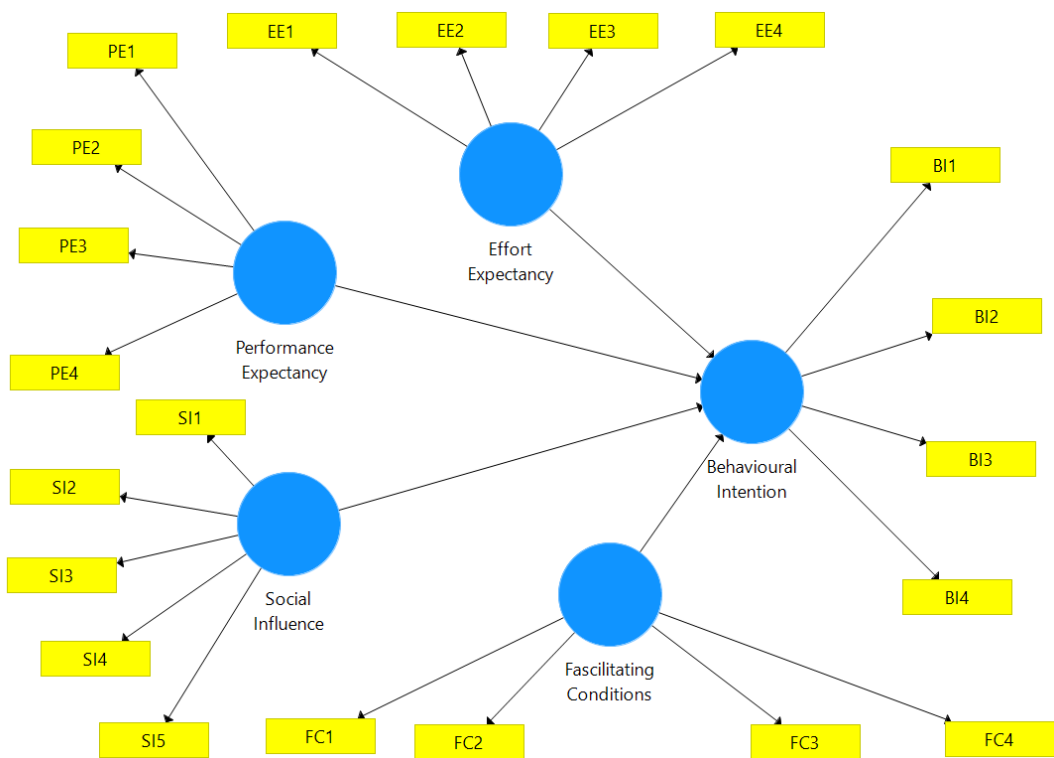 EE1
EE2
EE3
EE4
PE1
PE2
PE3
PE4
Effort
Expectancy
Performance
Expectancy
BI1
BI2
BI3
BI4
Behavioural
Intention
SI1
SI2
SI3
SI4
SI5
Social
Influence
Fascilitating
Conditions
FC1
FC2
FC3
FC4